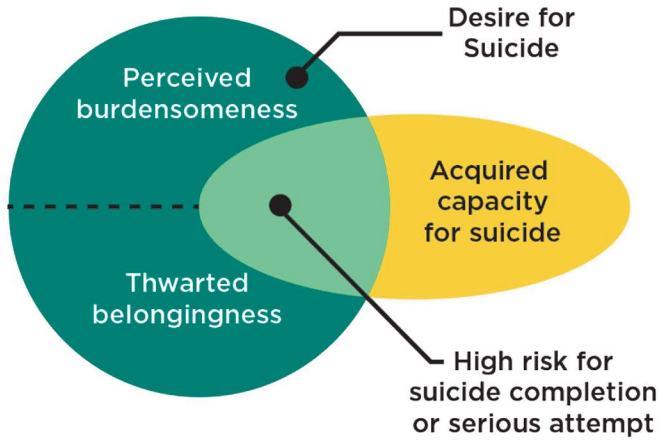 Desire for
Suicide
Perceived
burdensomeness
Acquired
capacity
for suicide
Thwarted
belongingness
High risk for
suicide completion
or serious attempt